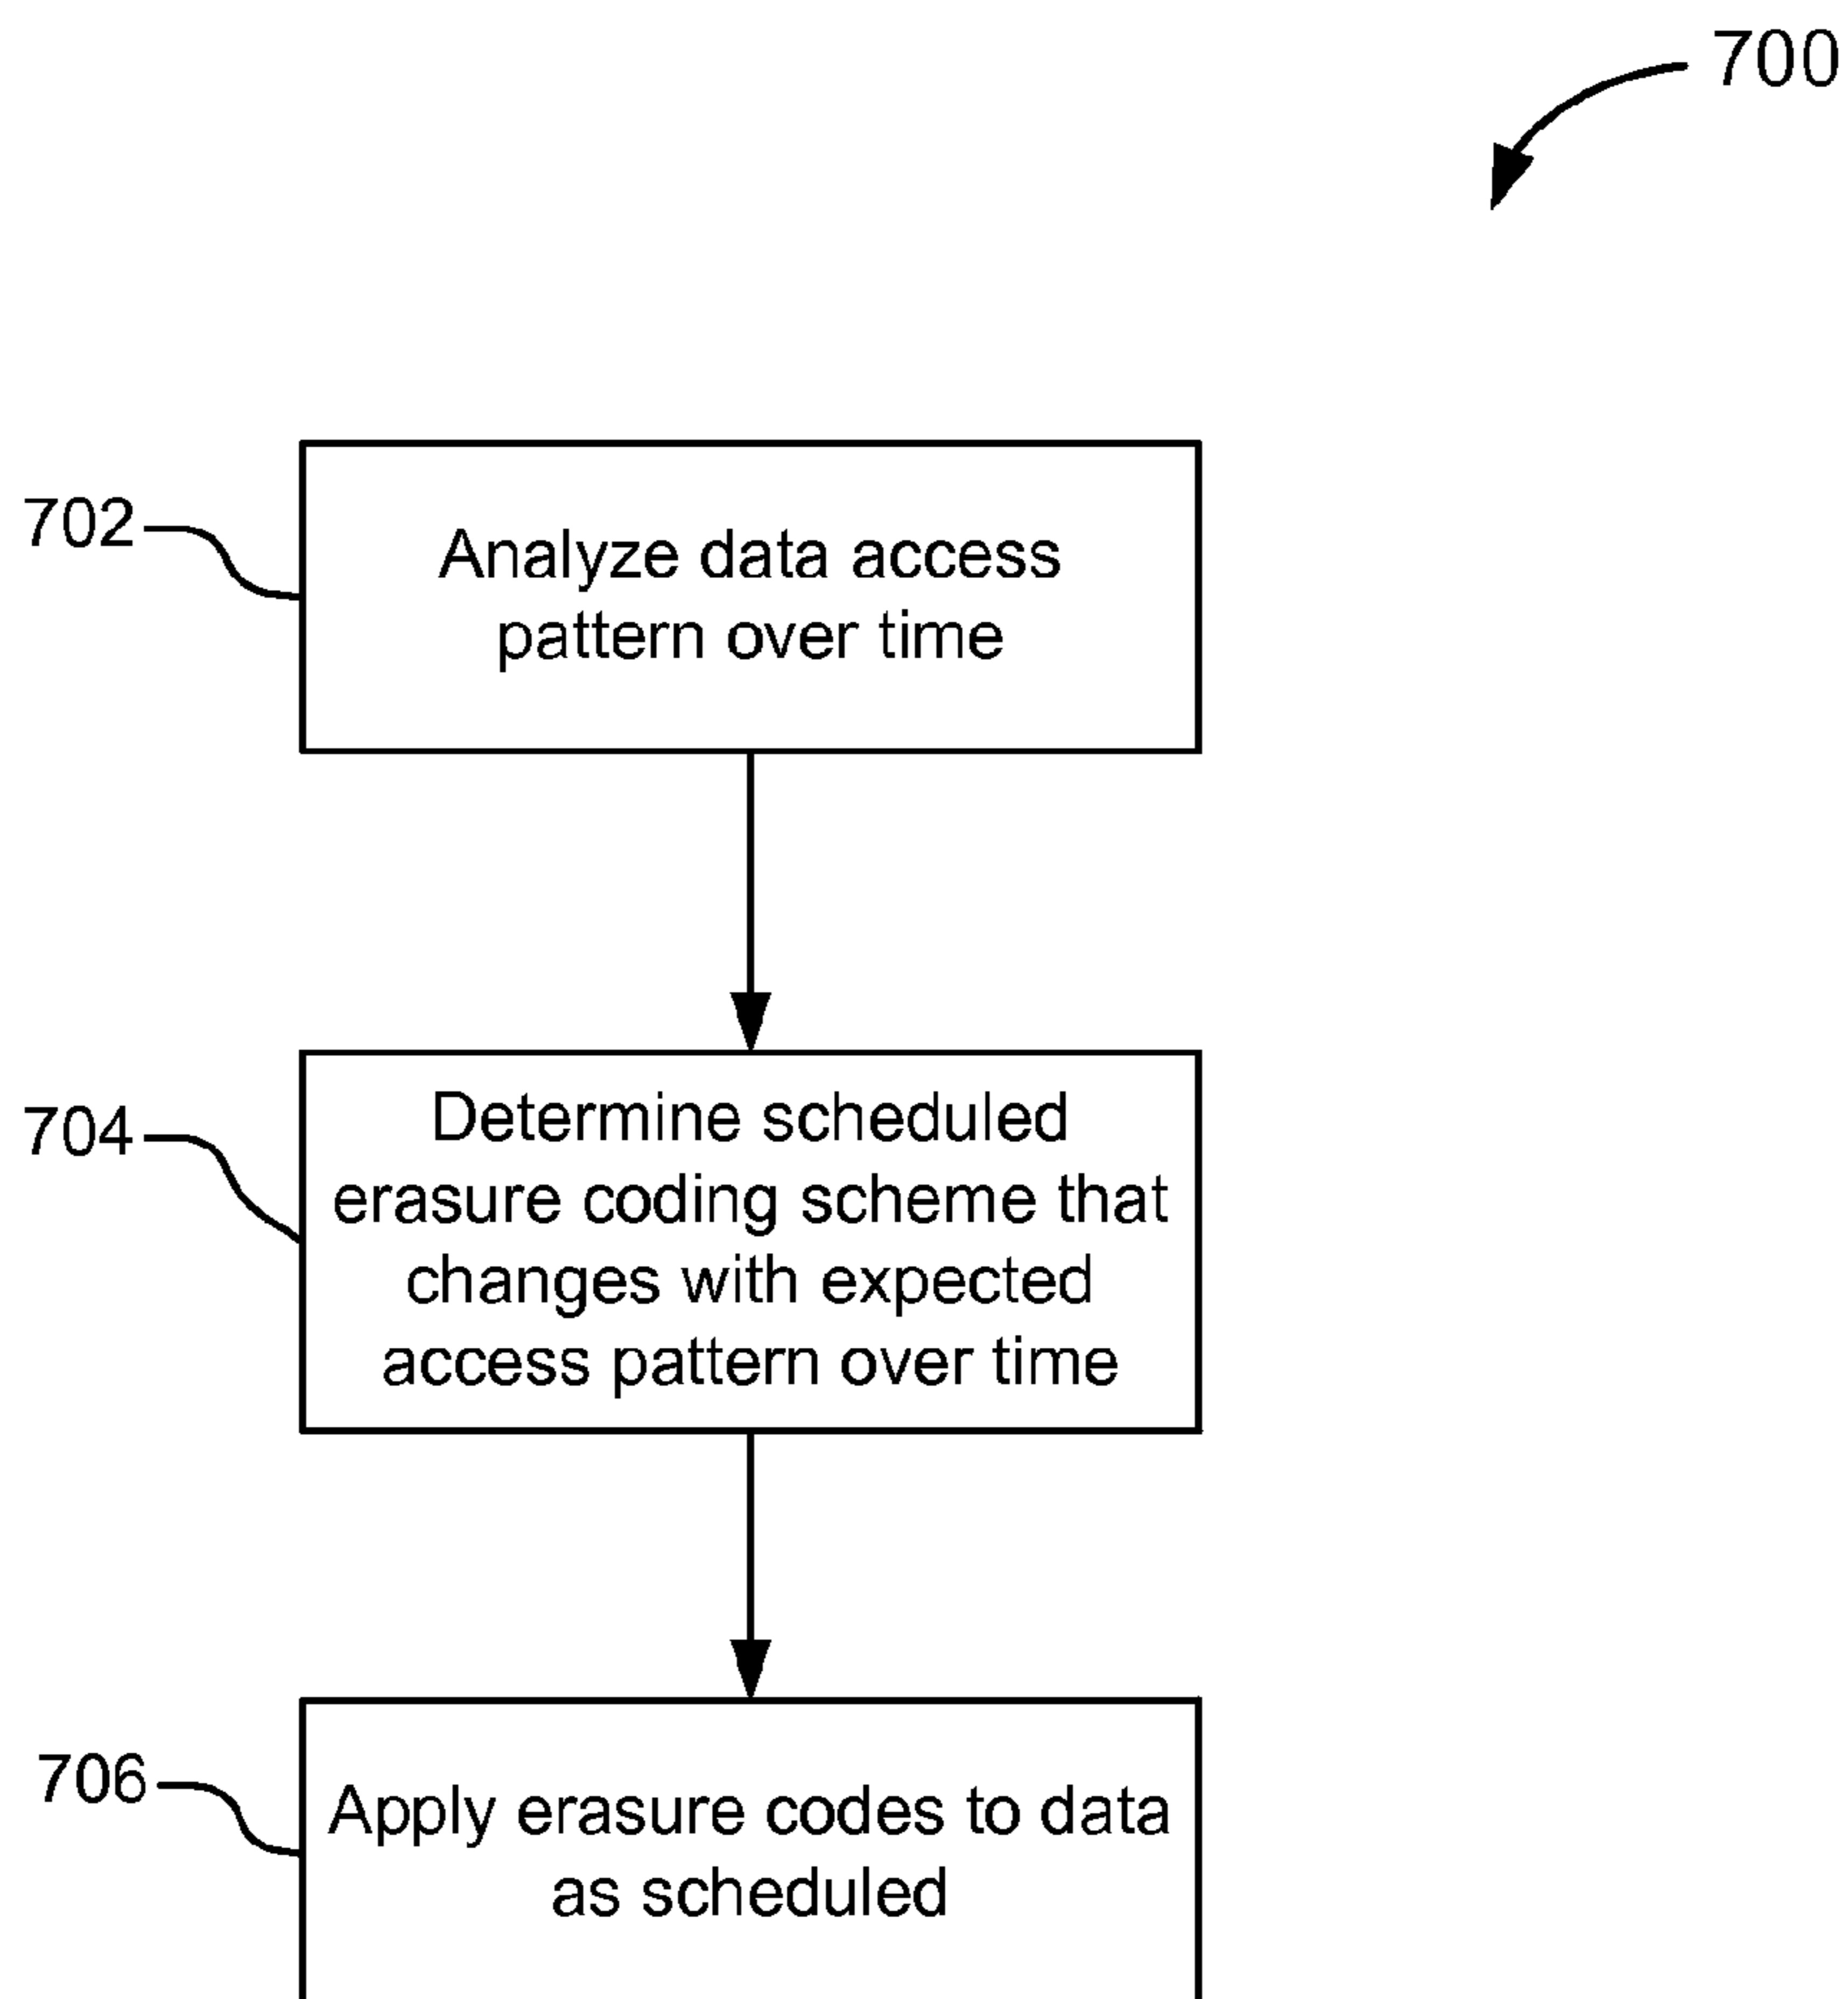 700
702
Analyze data access
pattern over time
704
Determine scheduled
erasure coding scheme that
changes with expected
access pattern over time
706
Apply erasure codes to data
as scheduled